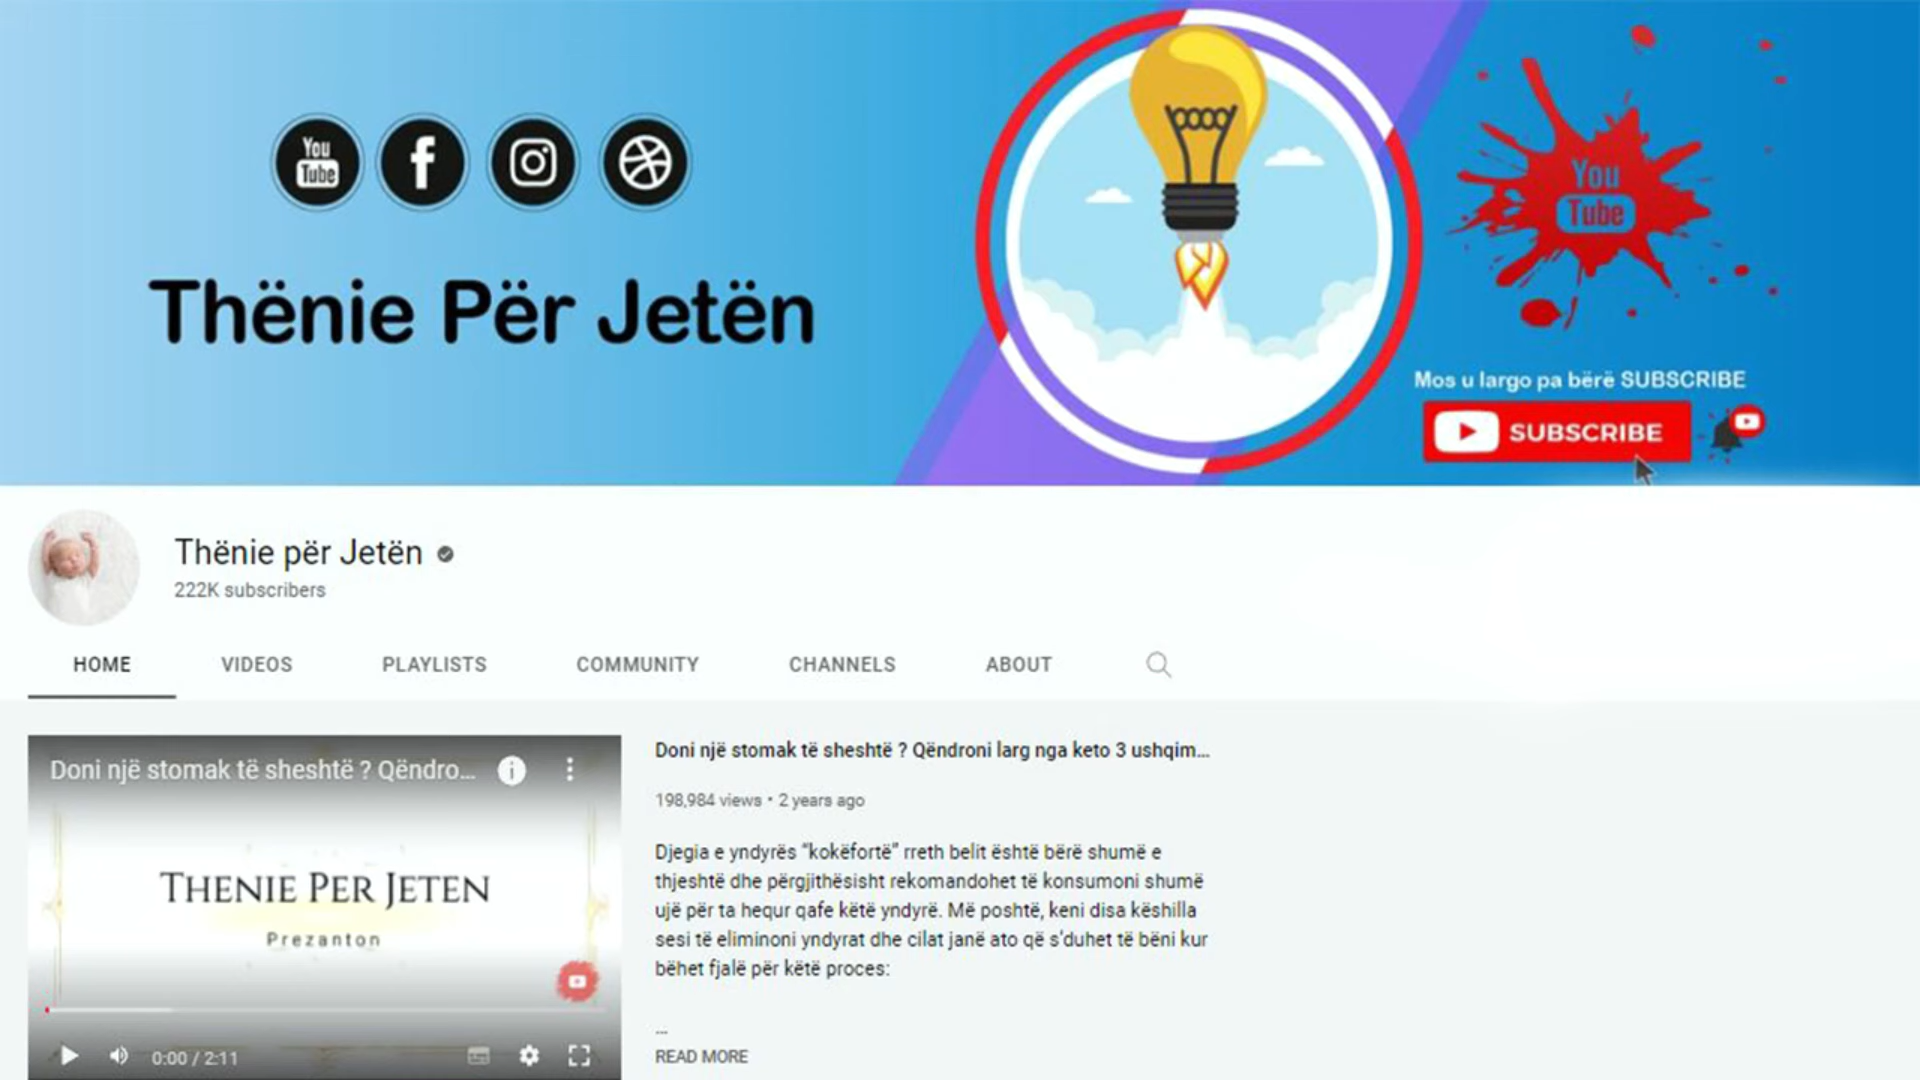 You
Tube
Thënie Për Jetën
You
Tube
Mos u largo pa bërë SUBSCRIBE
SUBSCRIBE
Thënie për Jetën
222K subscribers
HOME VIDEOS PLAYLISTS COMMUNITY CHANNELS ABOUT
Doni një stomak të sheshtë ? Qëndro...
THENIE PER JETEN
Prezanton
0:00 / 2:11
Doni një stomak të sheshtë ? Qëndroni larg nga keto 3 ushqim...
198,984 views • 2 years ago
Djegia e yndyrës “kokëfortë” rreth belit është bërë shumë e
thjeshtë dhe përgjithësisht rekomandohet të konsumoni shumë
ujë për ta hequr qafe këtë yndyrë. Më poshtë, keni disa këshilla
sesi të eliminoni yndyrat dhe cilat janë ato që s'duhet të bëni kur
bëhet fjalë për këtë proces:
...
READ MORE